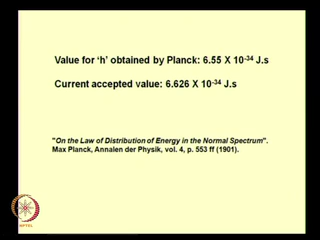 Value for 'h' obtained by Planck: 6.55 X 10⁻³⁴ J.s
Current accepted value: 6.626 X 10⁻³⁴ J.s
"On the Law of Distribution of Energy in the Normal Spectrum".
Max Planck, Annalen der Physik, vol. 4, p. 553 ff (1901).
NPTEL